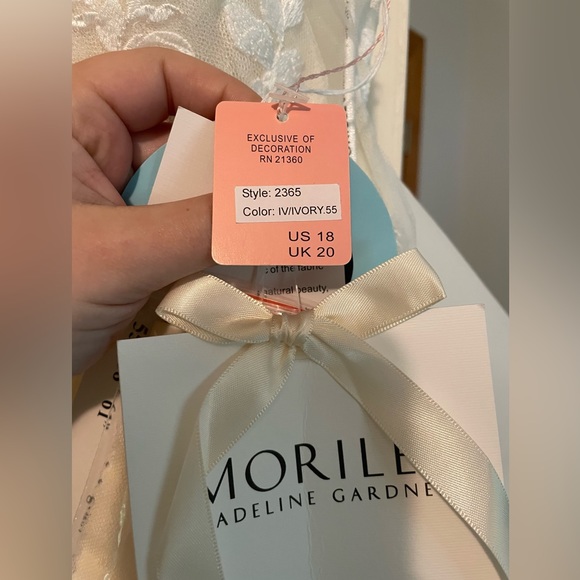 EXCLUSIVE OF
DECORATION
RN 21360
Style: 2365
Color: IV/IVORY.55
US 18
UK 20
of the fabric
natural beauty,
MORILE
ADELINE GARDNE